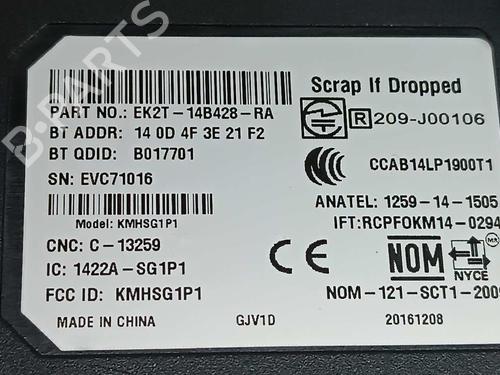 B-PARTS
Scrap If Dropped
PART NO.: EK2T-14B428-RA
R 209-J00106
BT ADDR: 14 0D 4F 3E 21 F2
BT QDID: B017701
CCAB14LP1900T1
SN: EVC71016
ANATEL: 1259-14-1505
Model: KMHSG1P1
IFT:RCPFOKM14-0294
CNC: C-13259
CE
NOM
NYCE
IC: 1422A-SG1P1
FCC ID: KMHSG1P1
NOM-121-SCT1-2009
MADE IN CHINA
GJV1D
20161208